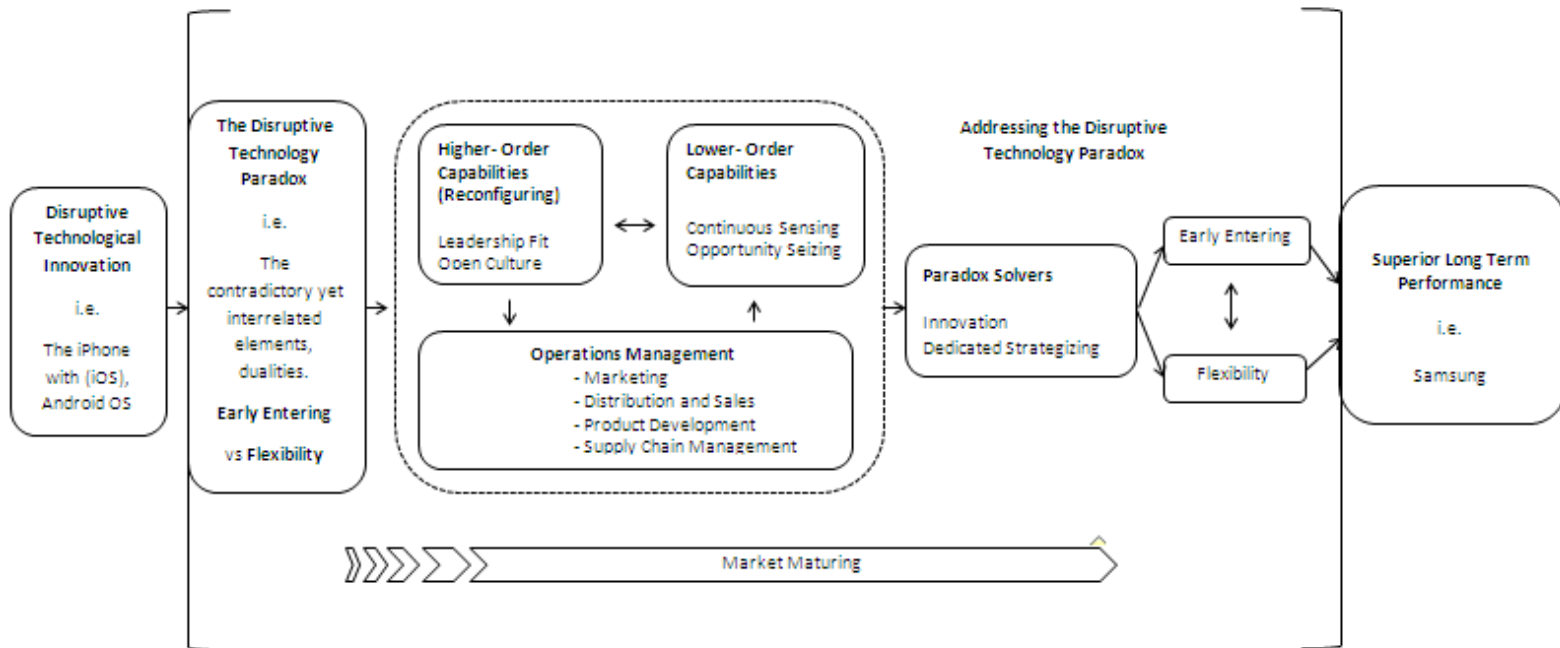 Disruptive
Technological
Innovation
i.e.
The iPhone
with (iOS),
Android OS
The Disruptive
Technology
Paradox
i.e.
The
contradictory yet
interrelated
elements,
dualities.
Early Entering
vs Flexibility
Higher- Order
Capabilities
(Reconfiguring)
Leadership Fit
Open Culture
Lower- Order
Capabilities
Continuous Sensing
Opportunity Seizing
Operations Management
- Marketing
- Distribution and Sales
- Product Development
- Supply Chain Management
Addressing the Disruptive
Technology Paradox
Paradox Solvers
Innovation
Dedicated Strategizing
Early Entering
Flexibility
Superior Long Term
Performance
i.e.
Samsung
Market Maturing